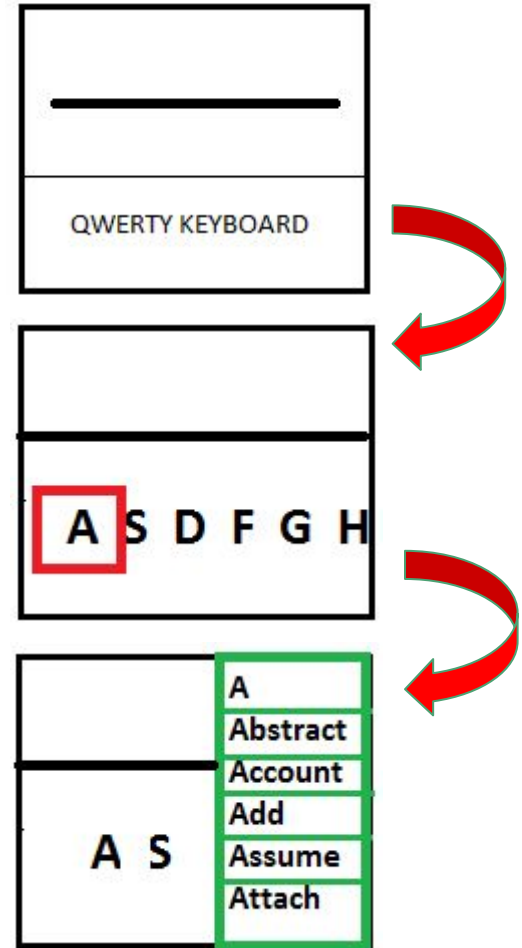 QWERTY KEYBOARD
A S D F G H
A
Abstract
Account
Add
Assume
Attach
A S